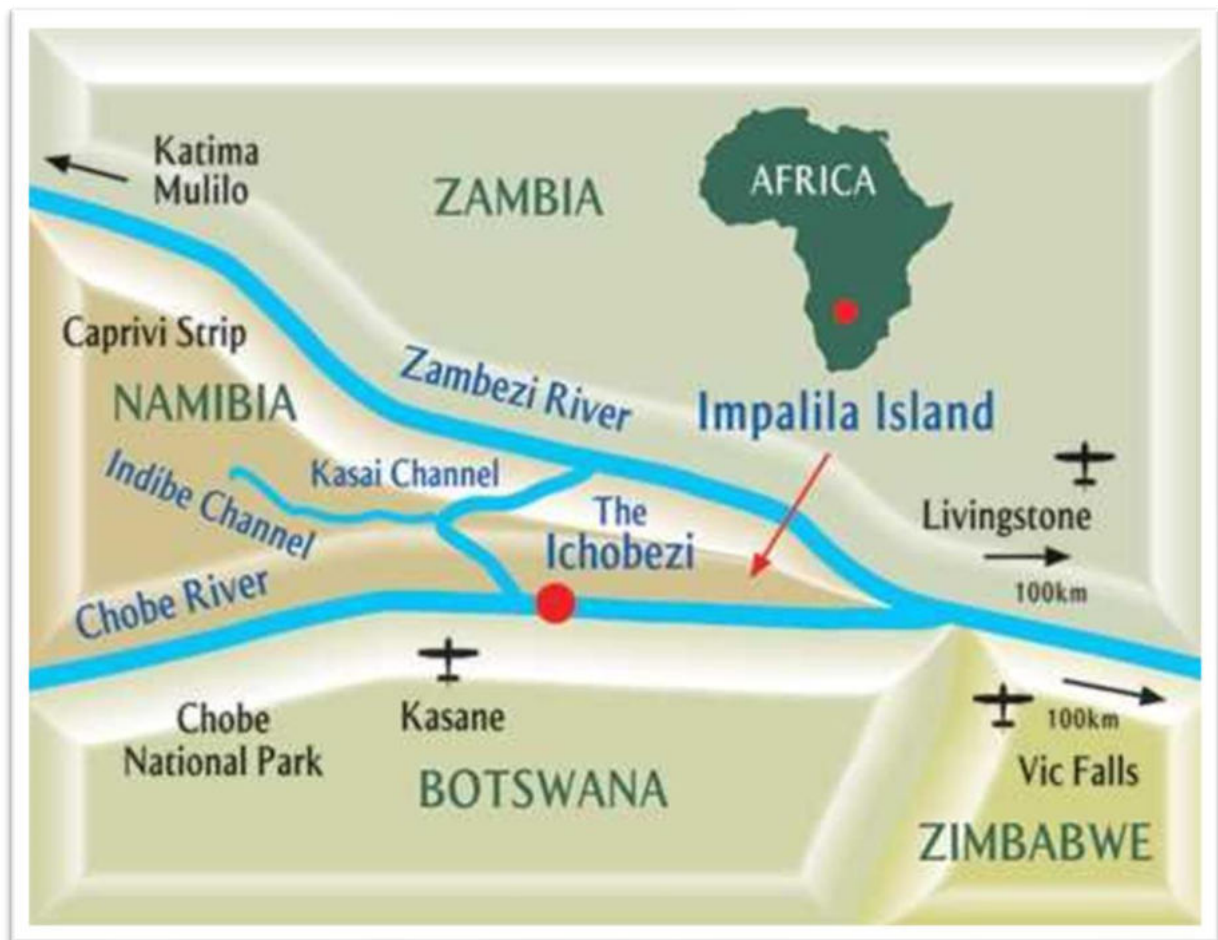 Katima
Mulilo
ZAMBIA
AFRICA
Caprivi Strip
NAMIBIA
Zambezi River
Impalila Island
Indibe Channel
Kasai Channel
The
Ichobezi
Livingstone
100km
Chobe River
Chobe
National Park
Kasane
BOTSWANA
100km
Vic Falls
ZIMBABWE